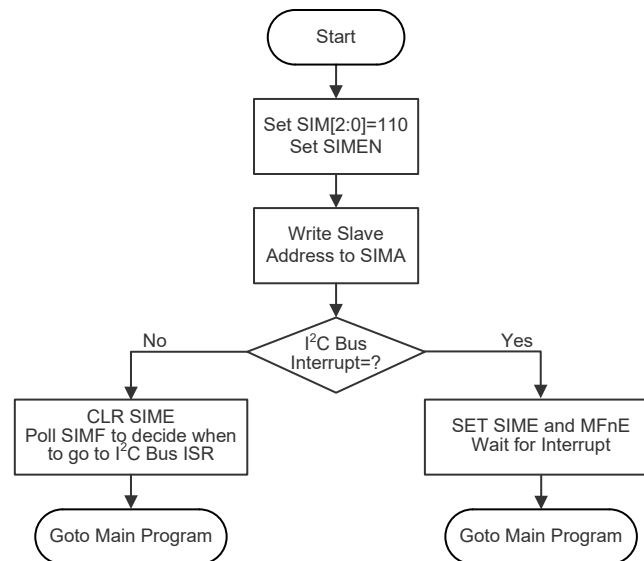 Start
Set SIM[2:0]=110
Set SIMEN
Write Slave
Address to SIMA
I²C Bus
Interrupt=?
No
Yes
CLR SIME
Poll SIMF to decide when
to go to I²C Bus ISR
SET SIME and MFnE
Wait for Interrupt
Goto Main Program
Goto Main Program